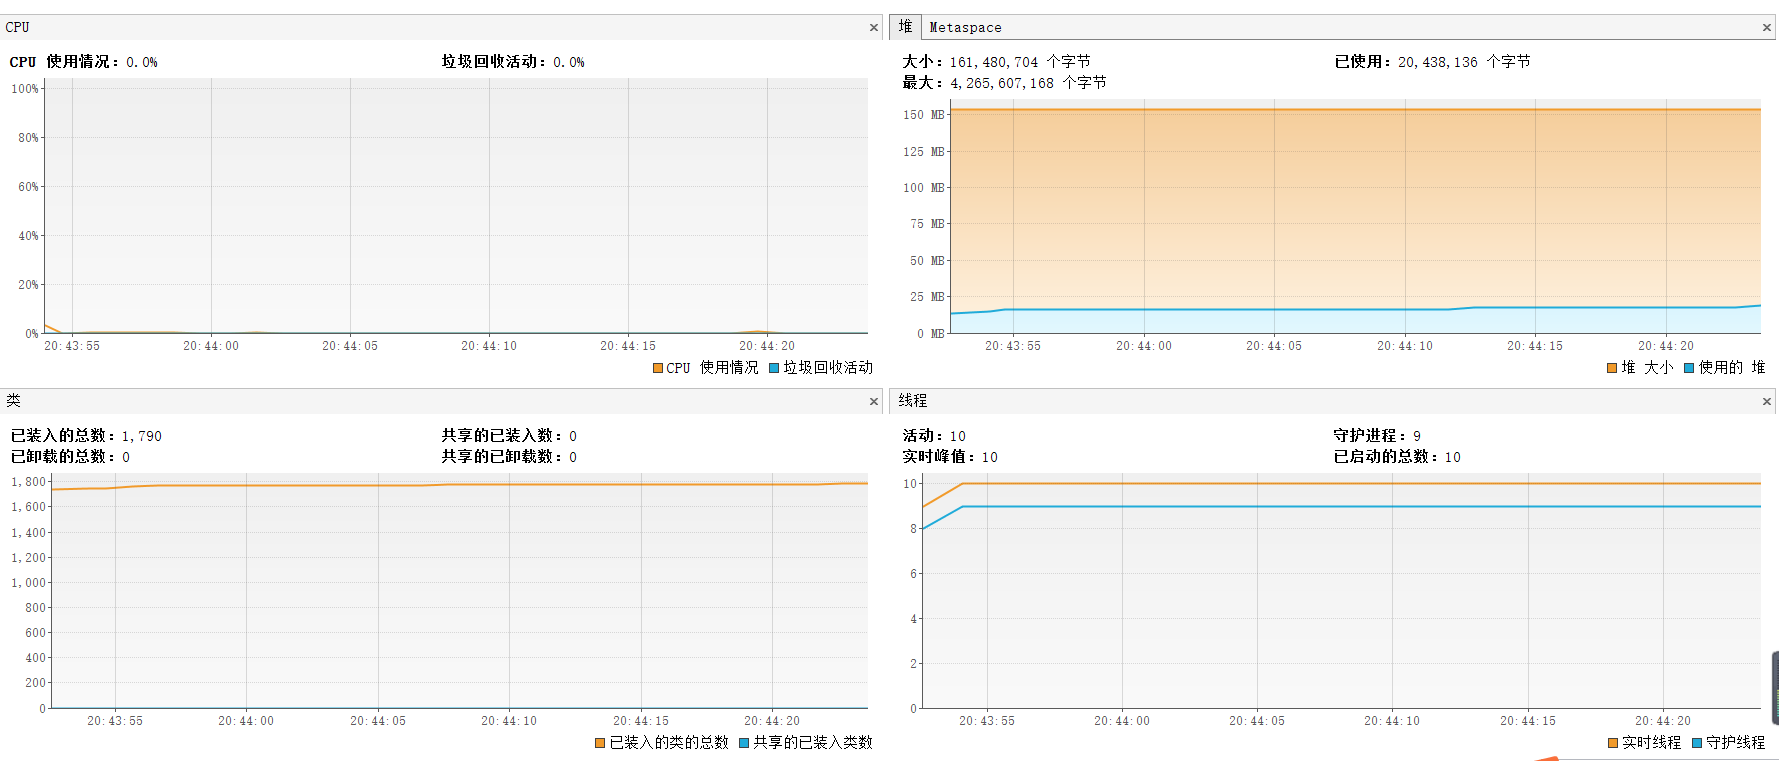 CPU
CPU 使用情况: 0.0% 垃圾回收活动: 0.0%
100%
80%
60%
40%
20%
0%
20:43:55 20:44:00 20:44:05 20:44:10 20:44:15 20:44:20
CPU 使用情况 垃圾回收活动
堆 Metaspace
大小: 161,480,704 个字节 已使用: 20,438,136 个字节
最大: 4,265,607,168 个字节
150 MB
125 MB
100 MB
75 MB
50 MB
25 MB
0 MB
20:43:55 20:44:00 20:44:05 20:44:10 20:44:15 20:44:20
堆 大小 使用的 堆
类
已装入的总数: 1,790 共享的已装入数: 0
已卸载的总数: 0 共享的已卸载数: 0
1,800
1,600
1,400
1,200
1,000
800
600
400
200
0
20:43:55 20:44:00 20:44:05 20:44:10 20:44:15 20:44:20
已装入的类的总数 共享的已装入类数
线程
活动: 10 守护进程: 9
实时峰值: 10 已启动的总数: 10
10
8
6
4
2
0
20:43:55 20:44:00 20:44:05 20:44:10 20:44:15 20:44:20
实时线程 守护线程